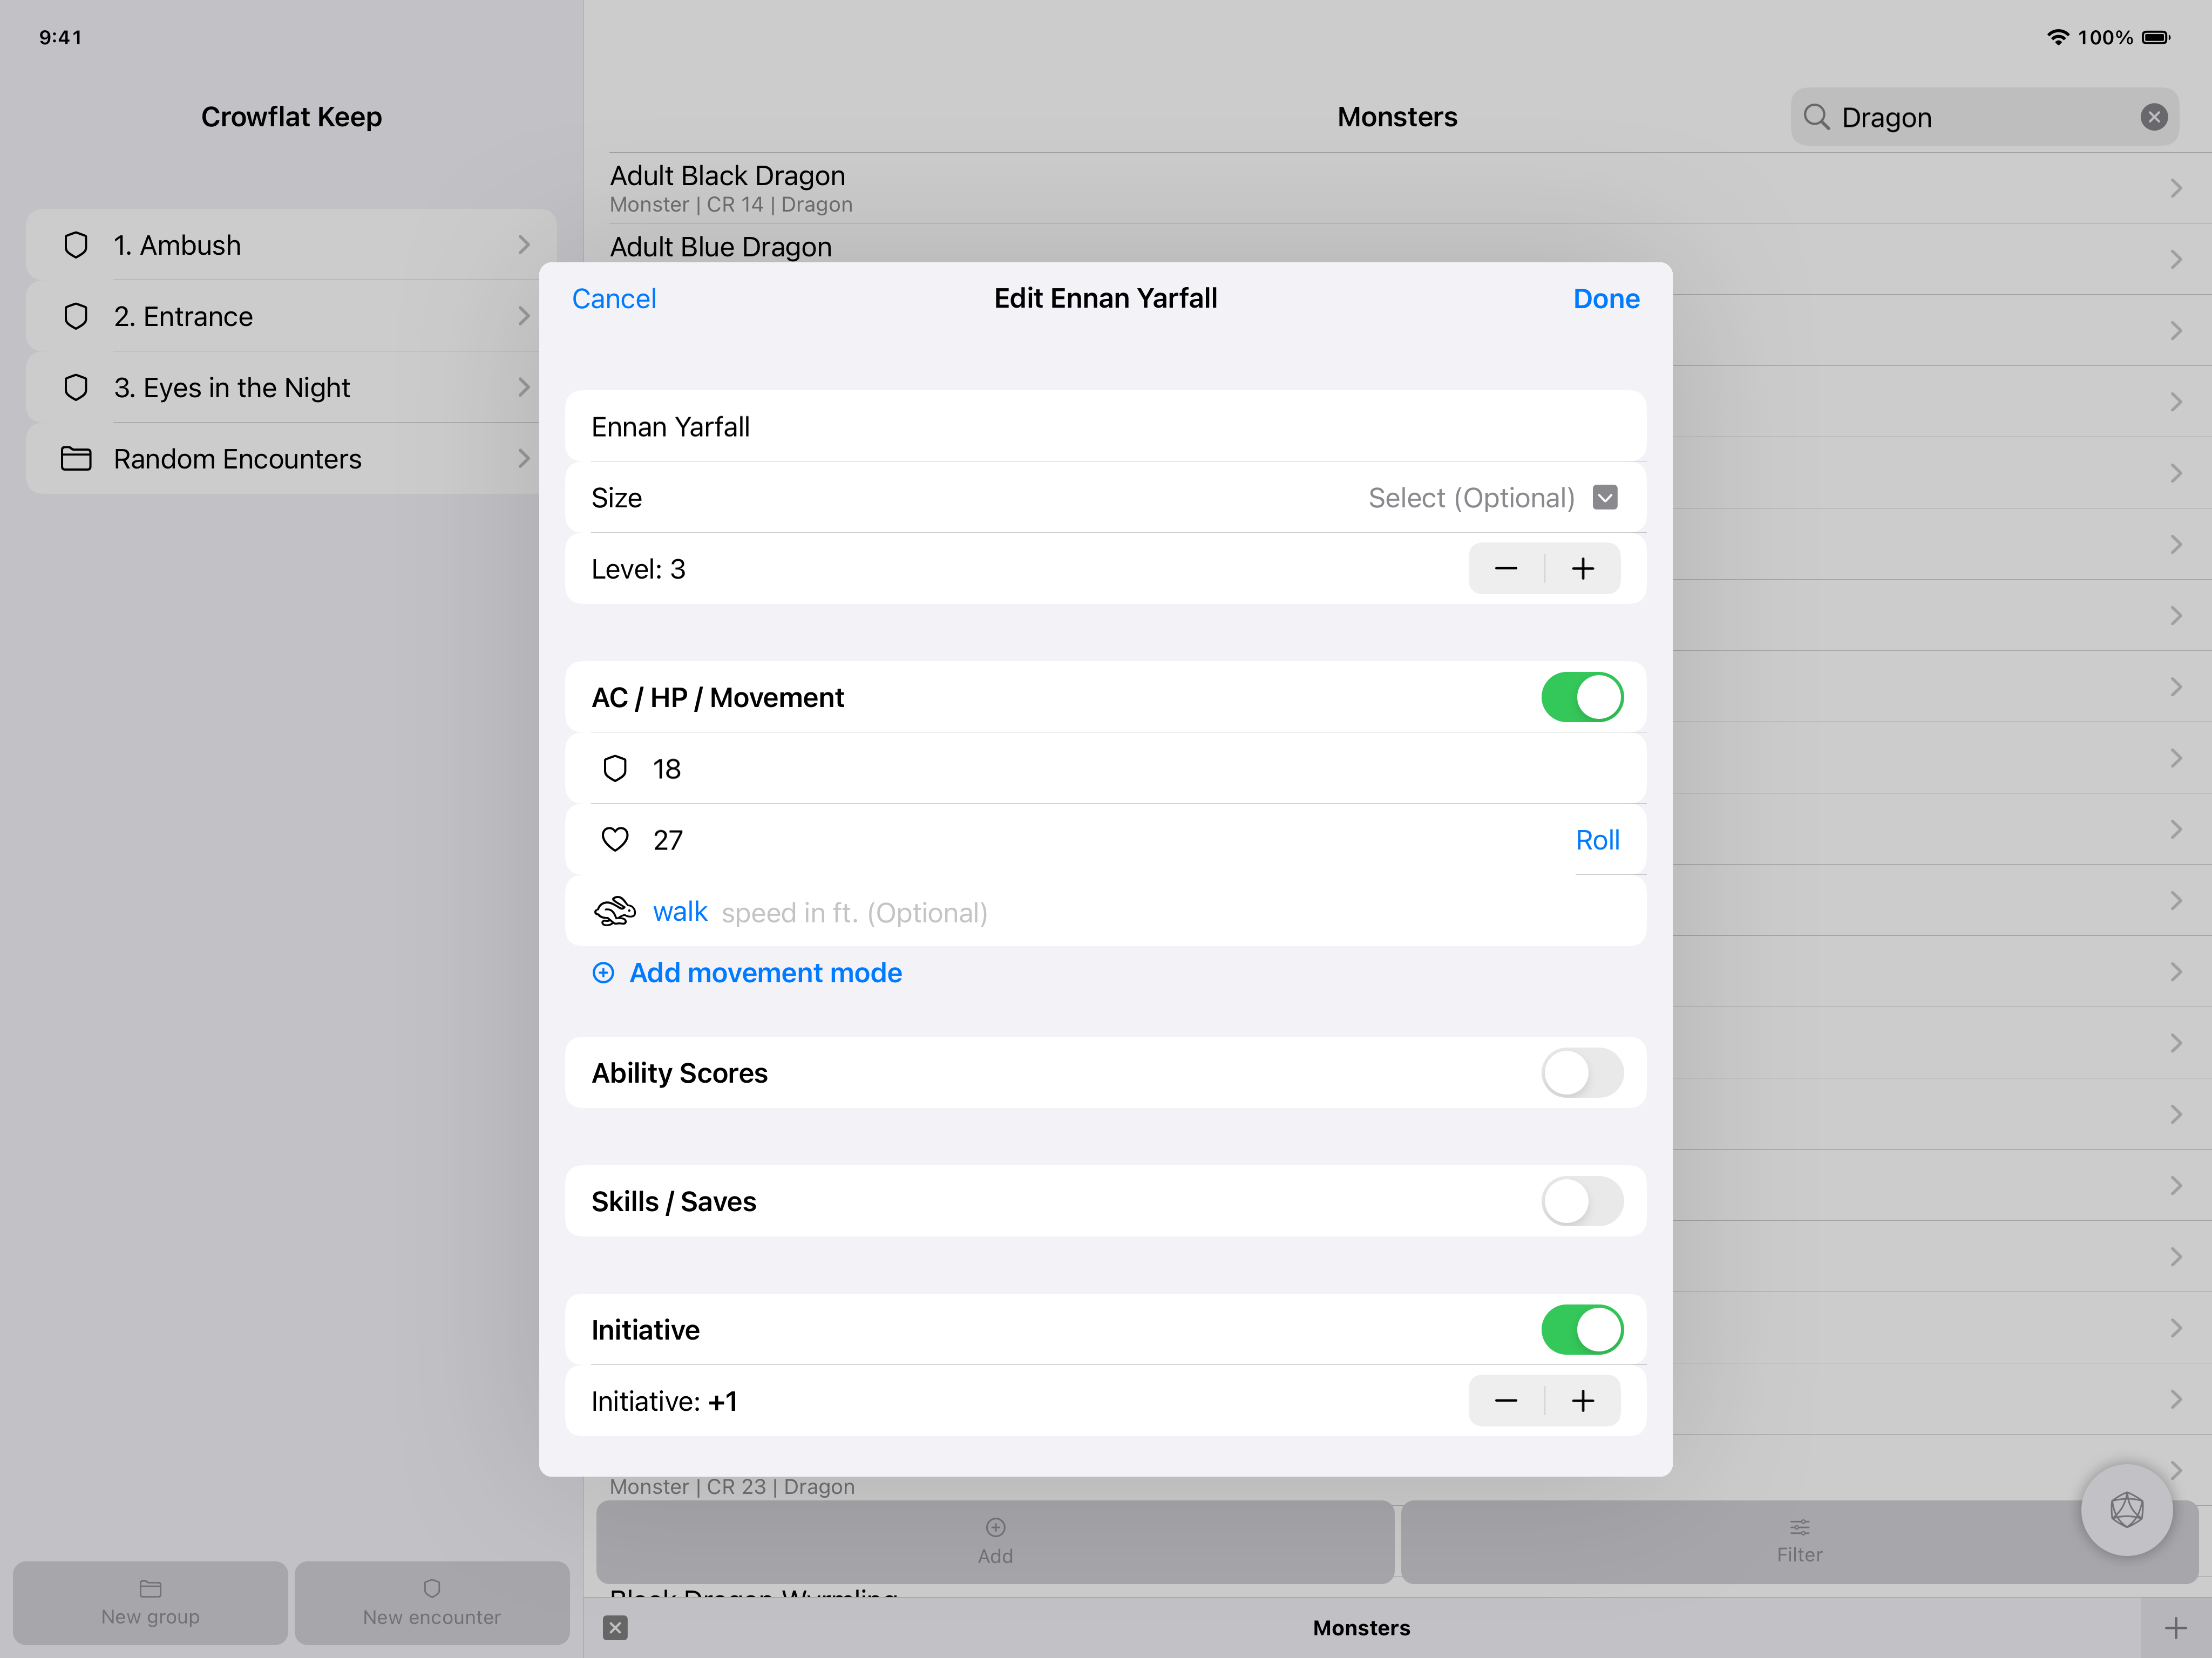 9:41
100%
Crowflat Keep
1. Ambush
2. Entrance
3. Eyes in the Night
Random Encounters
New group
New encounter
Monsters
Dragon
Adult Black Dragon
Monster | CR 14 | Dragon
Adult Blue Dragon
Cancel
Edit Ennan Yarfall
Done
Ennan Yarfall
Size
Select (Optional)
Level: 3
AC / HP / Movement
18
27
Roll
walk speed in ft. (Optional)
Add movement mode
Ability Scores
Skills / Saves
Initiative
Initiative: +1
Monster | CR 23 | Dragon
Add
Filter
Black Dragon Wyrmling
Monsters